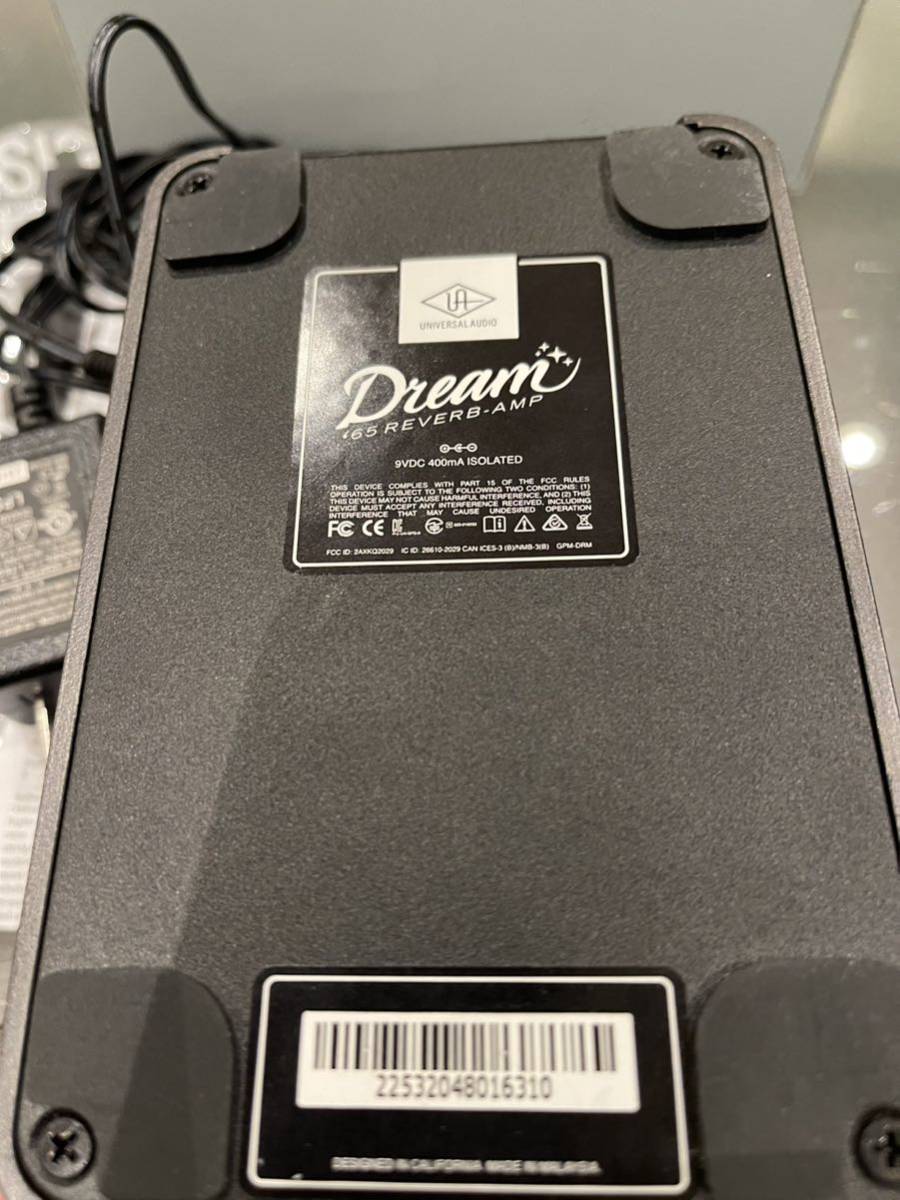 UA
UNIVERSAL AUDIO
Dream
'65 REVERB-AMP
9VDC 400mA ISOLATED
THIS DEVICE COMPLIES WITH PART 15 OF THE FCC RULES
OPERATION IS SUBJECT TO THE FOLLOWING TWO CONDITIONS: (1)
THIS DEVICE MAY NOT CAUSE HARMFUL INTERFERENCE, AND (2) THIS
DEVICE MUST ACCEPT ANY INTERFERENCE RECEIVED, INCLUDING
INTERFERENCE THAT MAY CAUSE UNDESIRED OPERATION
FC CE
FCC ID: 2AXKQ2029 IC ID: 26610-2029 CAN ICES-3 (B)/NMB-3(B) GPM-DRM
22532048016310
DESIGNED IN CALIFORNIA. MADE IN MALAYSIA.